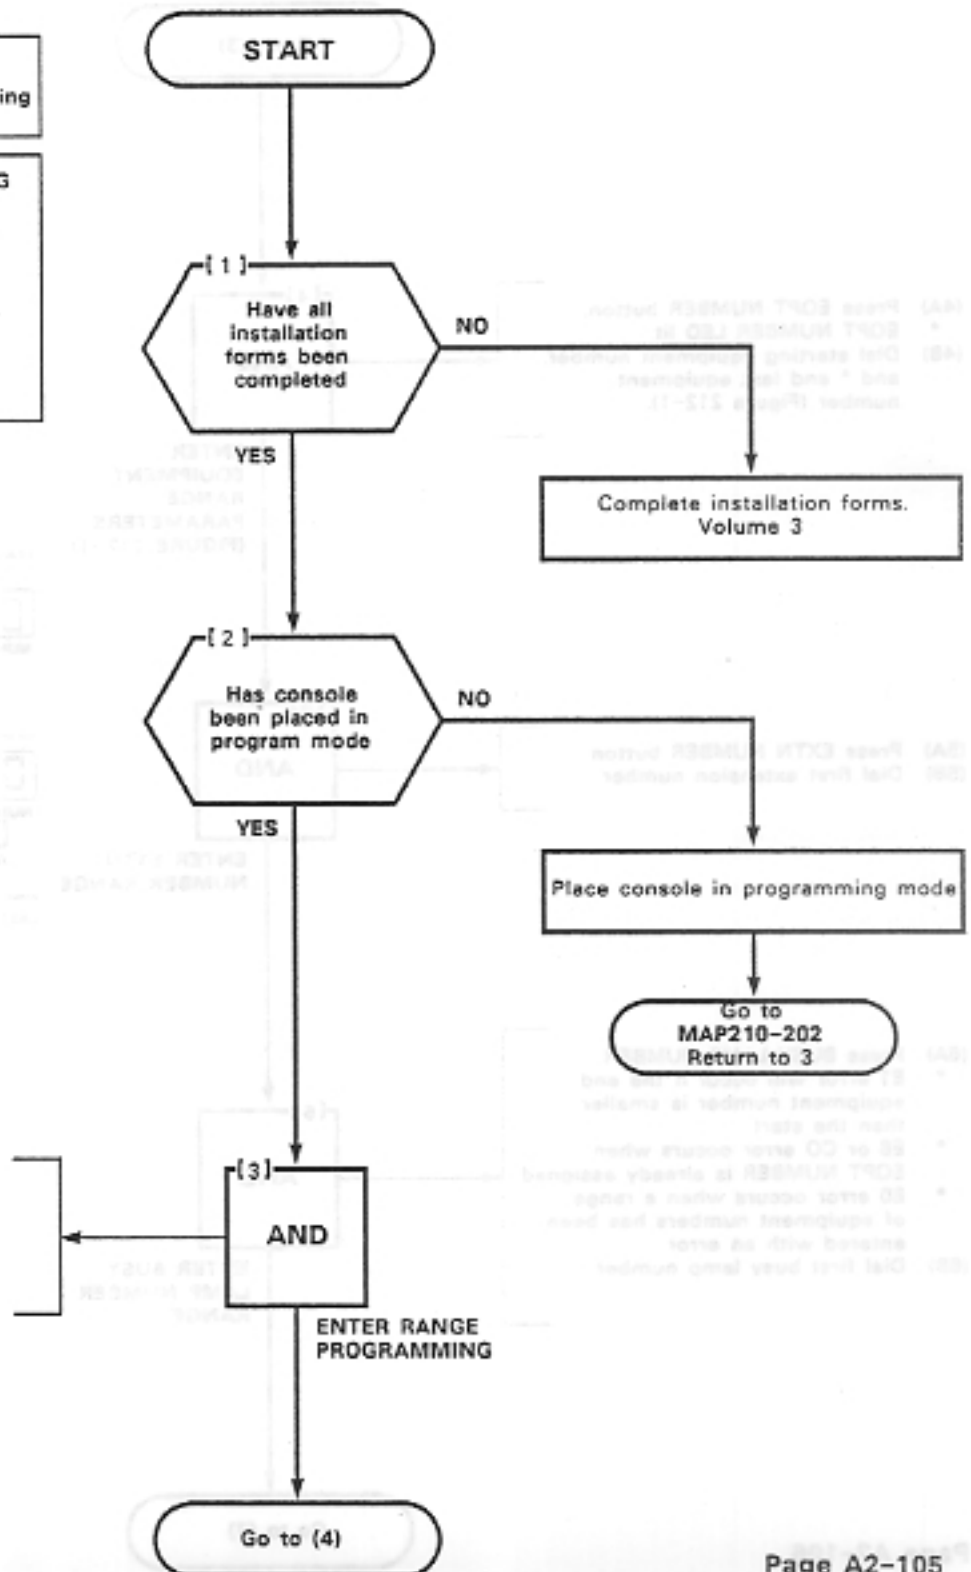 START
ing
G
[ 1 ]
Have all
installation
forms been
completed
NO
YES
Complete installation forms.
Volume 3
[ 2 ]
Has console
been placed in
program mode
NO
YES
Place console in programming mode
Go to
MAP210-202
Return to 3
[3]
AND
ENTER RANGE
PROGRAMMING
Go to (4)
Page A2-105